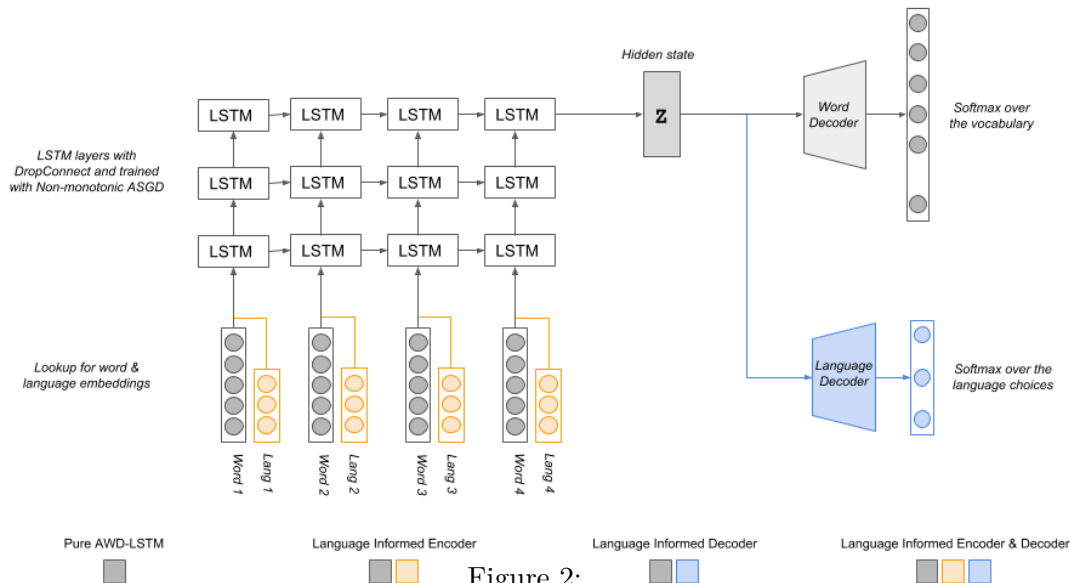 Hidden state
LSTM LSTM LSTM LSTM
Z
Word
Decoder
Softmax over
the vocabulary
LSTM layers with
DropConnect and trained
with Non-monotonic ASGD
LSTM LSTM LSTM LSTM
LSTM LSTM LSTM LSTM
Lookup for word &
language embeddings
Language
Decoder
Softmax over the
language choices
Word 1
Lang 1
Word 2
Lang 2
Word 3
Lang 3
Word 4
Lang 4
Pure AWD-LSTM
Language Informed Encoder
Language Informed Decoder
Language Informed Encoder & Decoder
Figure 2: